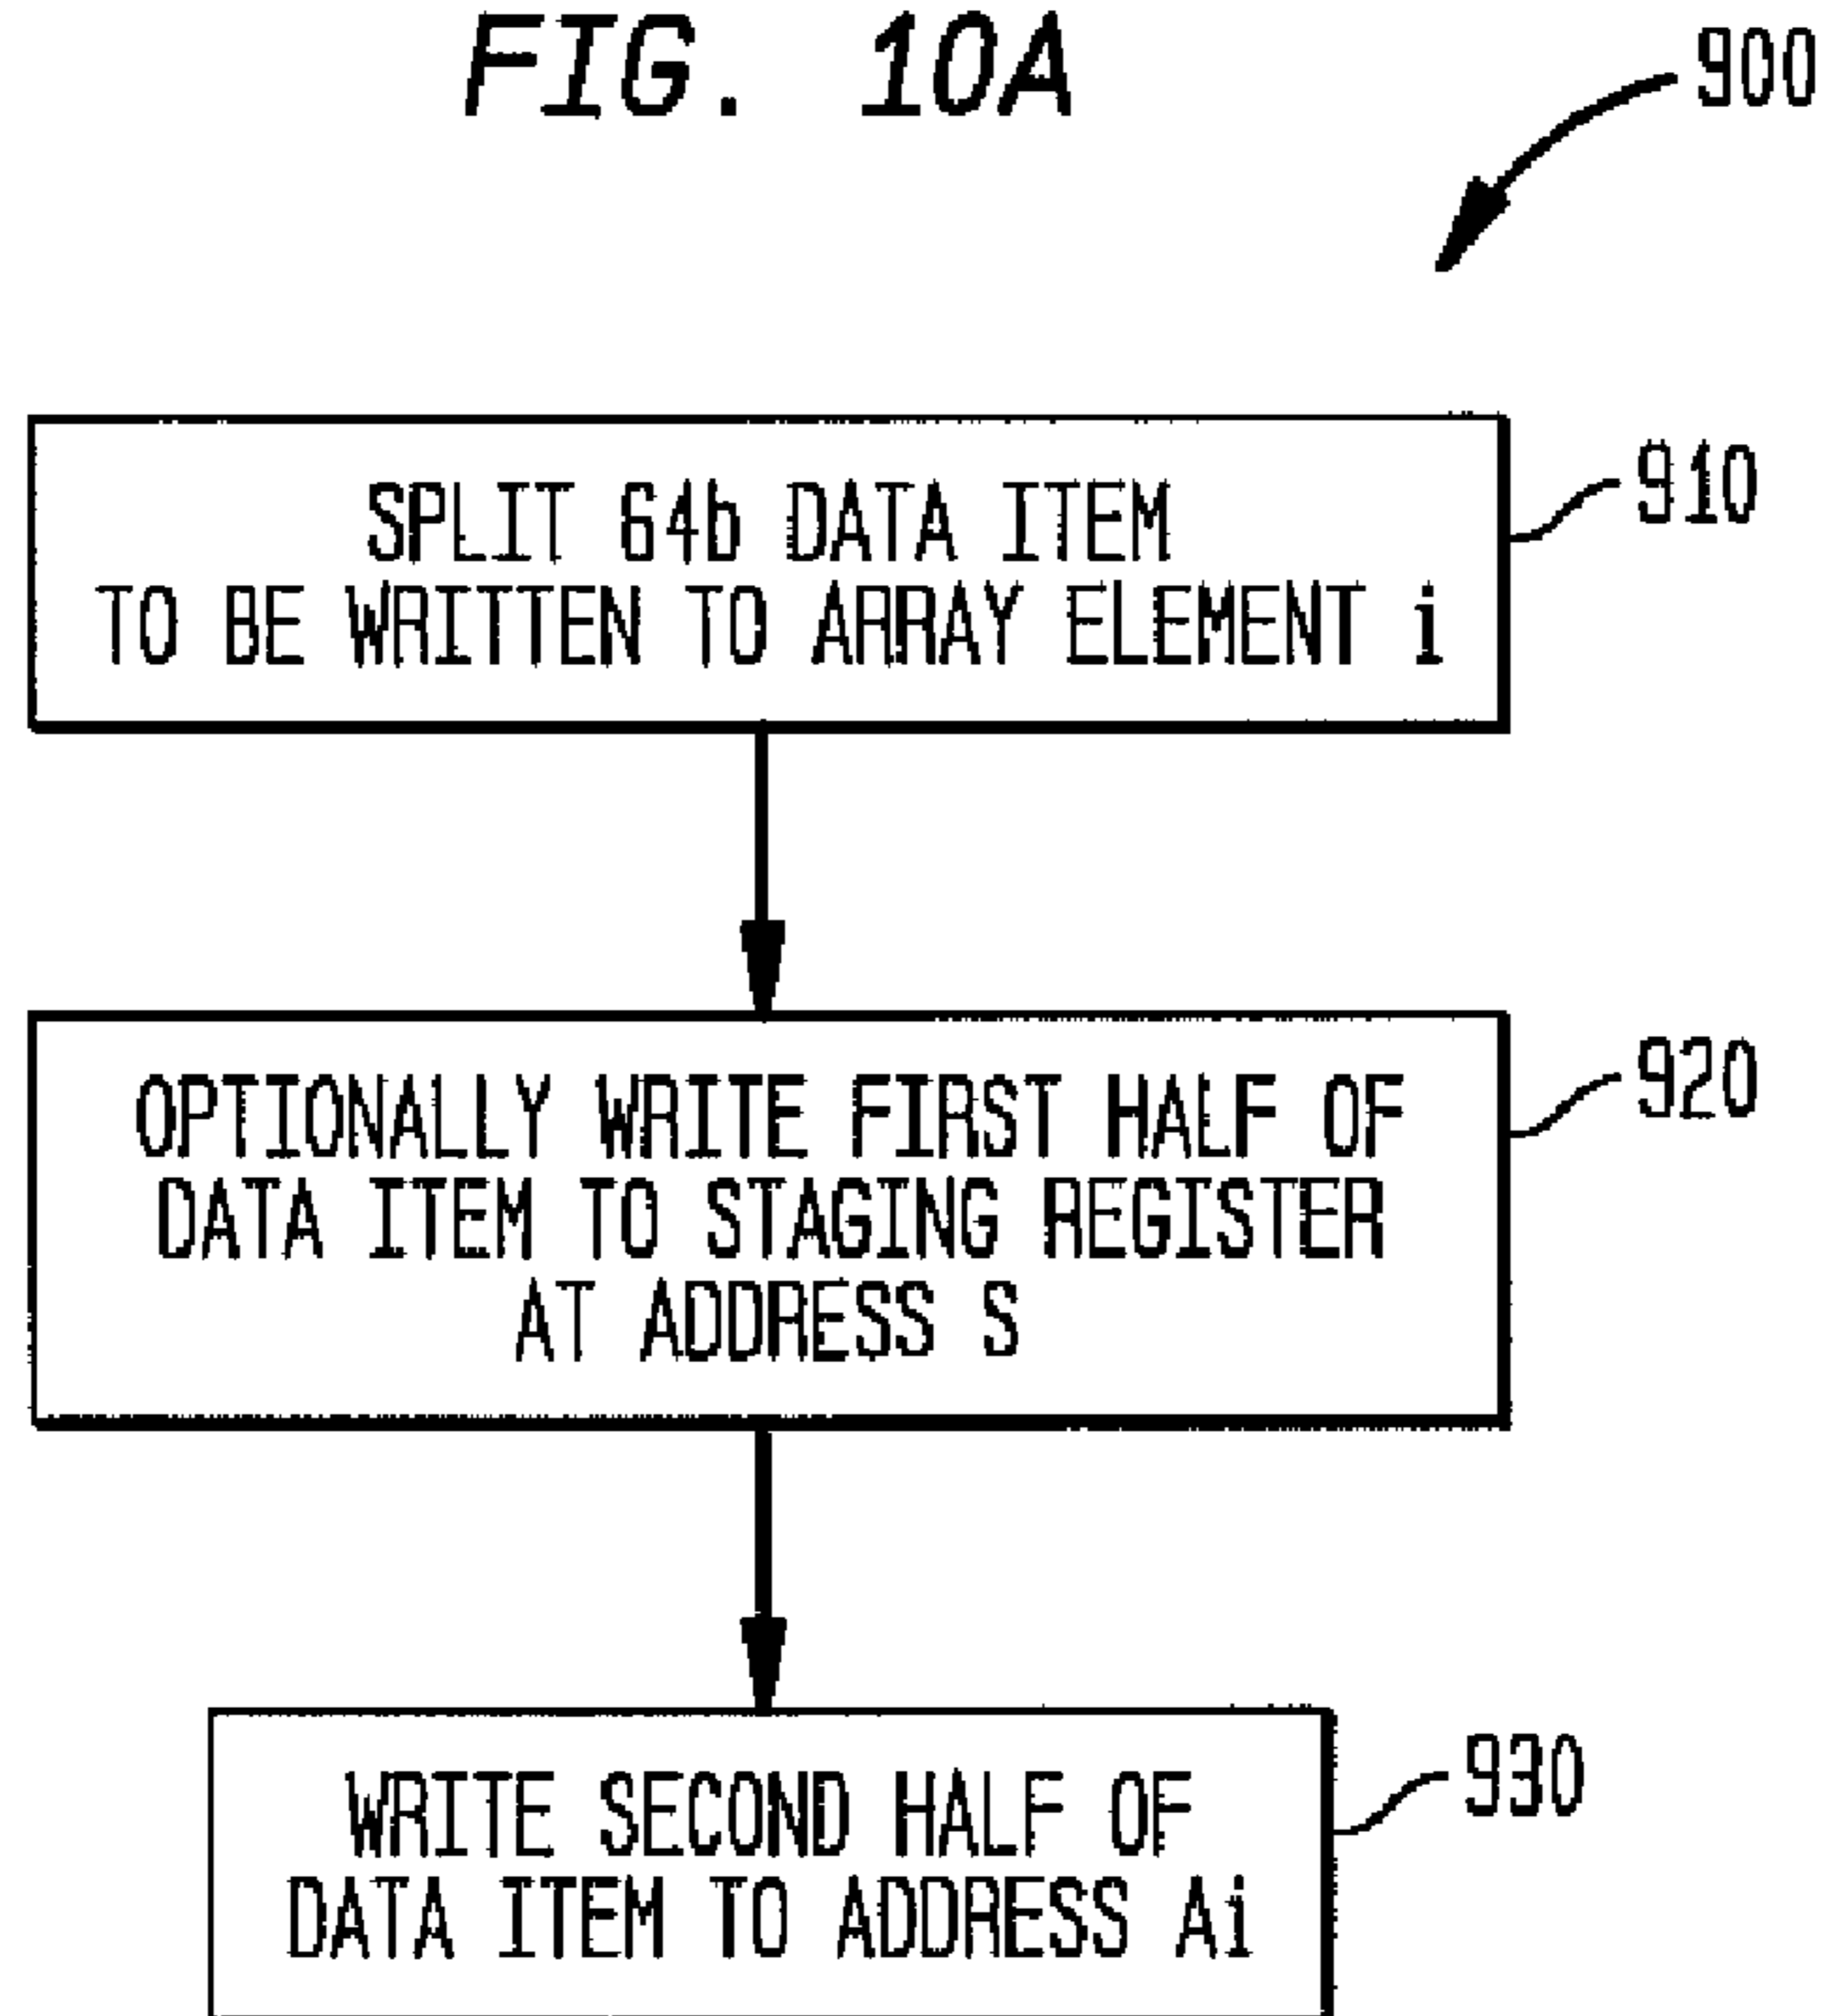 FIG. 10A
900
SPLIT 64b DATA ITEM
TO BE WRITTEN TO ARRAY ELEMENT i
910
OPTIONALLY WRITE FIRST HALF OF
DATA ITEM TO STAGING REGISTER
AT ADDRESS S
920
WRITE SECOND HALF OF
DATA ITEM TO ADDRESS Ai
930